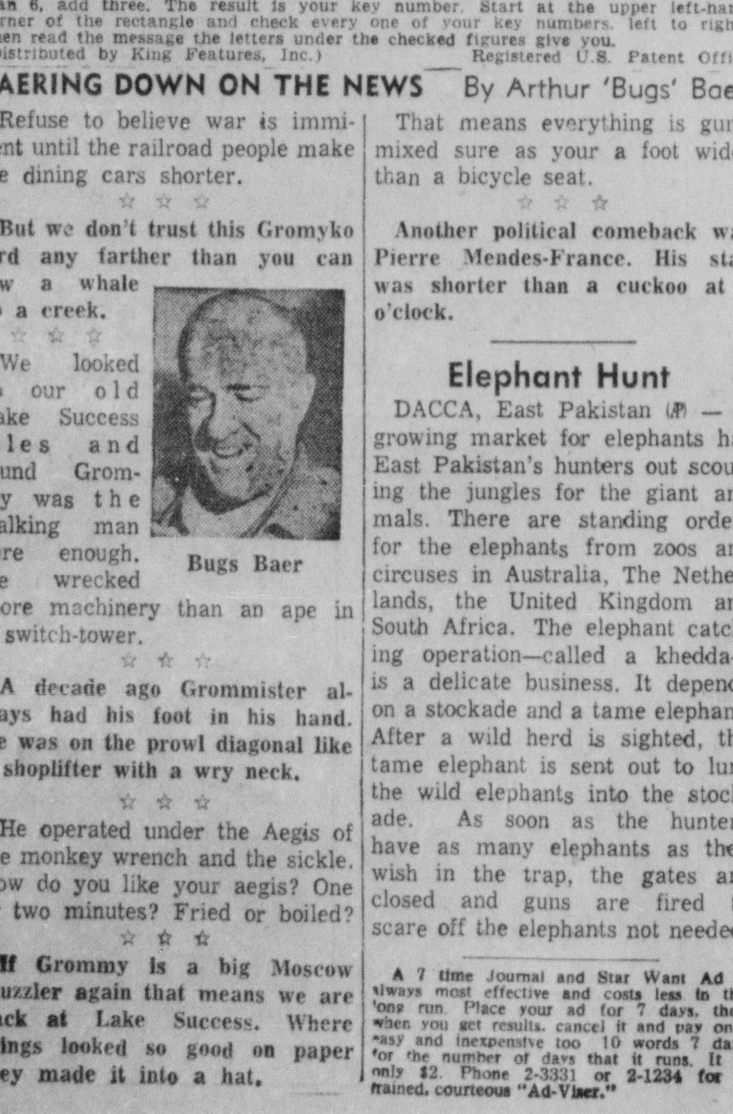 an 6, add three. The result is your key number. Start at the upper left-han
rner of the rectangle and check every one of your key numbers, left to righ
en read the message the letters under the checked figures give you.
istributed by King Features, Inc.) Registered U.S. Patent Offi
AERING DOWN ON THE NEWS By Arthur 'Bugs' Bae
Refuse to believe war is immi-
ent until the railroad people make
e dining cars shorter.
☆ ☆ ☆
But we don't trust this Gromyko
rd any farther than you can
w a whale
o a creek.
☆ ☆ ☆
We looked
o our old
ake Success
les and
und Grom-
y was the
alking man
re enough.
e wrecked
ore machinery than an ape in
switch-tower.
Bugs Baer
☆ ☆ ☆
A decade ago Grommister al-
ays had his foot in his hand.
e was on the prowl diagonal like
shoplifter with a wry neck.
☆ ☆ ☆
He operated under the Aegis of
e monkey wrench and the sickle.
ow do you like your aegis? One
two minutes? Fried or boiled?
☆ ☆ ☆
If Grommy is a big Moscow
uzzler again that means we are
ack at Lake Success. Where
ings looked so good on paper
ey made it into a hat.
That means everything is gum
mixed sure as your a foot wide
than a bicycle seat.
☆ ☆ ☆
Another political comeback wa
Pierre Mendes-France. His sta
was shorter than a cuckoo at
o'clock.
Elephant Hunt
DACCA, East Pakistan (AP) —
growing market for elephants ha
East Pakistan's hunters out scou
ing the jungles for the giant an
mals. There are standing orde
for the elephants from zoos an
circuses in Australia, The Nethe
lands, the United Kingdom an
South Africa. The elephant catc
ing operation—called a khedda-
is a delicate business. It depend
on a stockade and a tame elephan
After a wild herd is sighted, th
tame elephant is sent out to lur
the wild elephants into the stock
ade. As soon as the hunter
have as many elephants as the
wish in the trap, the gates ar
closed and guns are fired t
scare off the elephants not neede
A 7 time Journal and Star Want Ad
always most effective and costs less in th
long run. Place your ad for 7 days, the
when you get results, cancel it and pay on
easy and inexpensive too 10 words 7 da
for the number of days that it runs. It
only $2. Phone 2-3331 or 2-1234 for
trained, courteous "Ad-Viser."